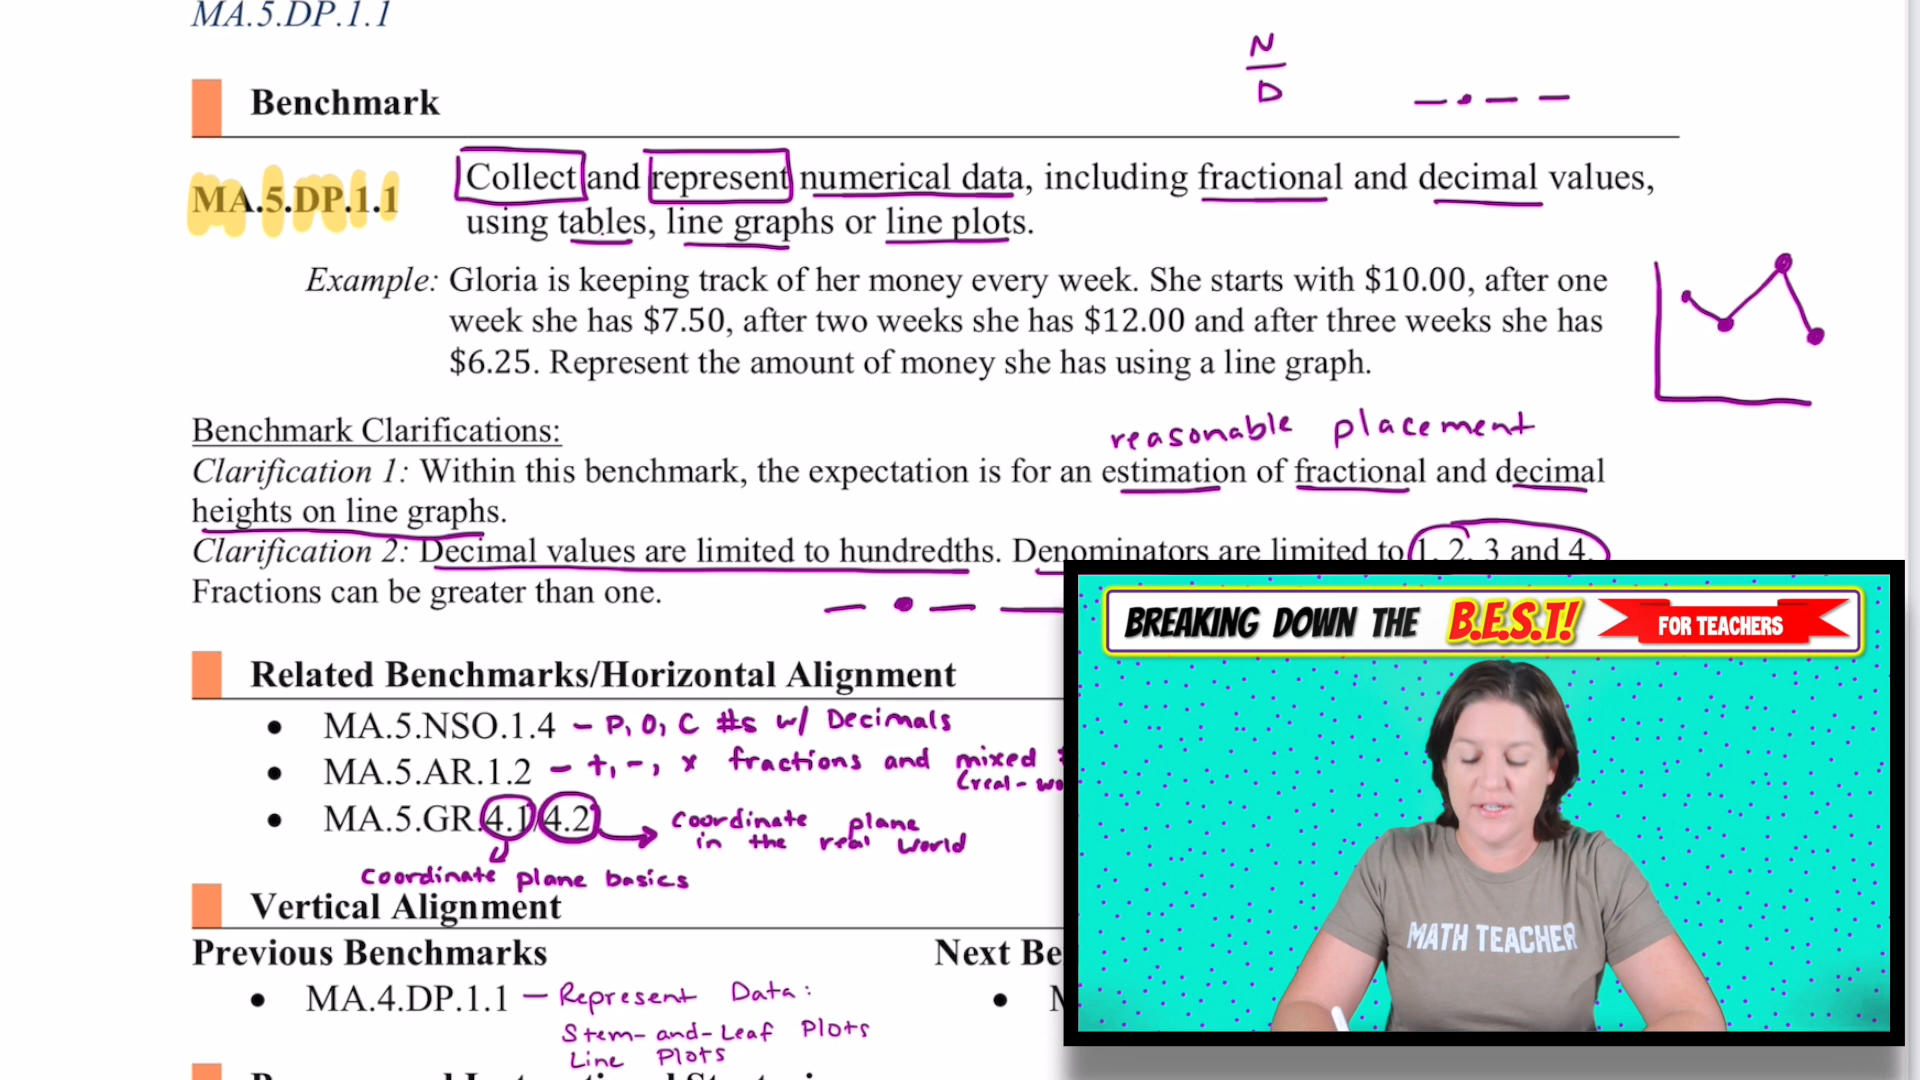 MA.5.DP.1.1
N
D
Benchmark
MA.5.DP.1.1
Collect and represent numerical data, including fractional and decimal values,
using tables, line graphs or line plots.
Example: Gloria is keeping track of her money every week. She starts with $10.00, after one
week she has $7.50, after two weeks she has $12.00 and after three weeks she has
$6.25. Represent the amount of money she has using a line graph.
Benchmark Clarifications:
reasonable placement
Clarification 1: Within this benchmark, the expectation is for an estimation of fractional and decimal
heights on line graphs.
Clarification 2: Decimal values are limited to hundredths. Denominators are limited to 1, 2, 3 and 4.
Fractions can be greater than one.
Related Benchmarks/Horizontal Alignment
• MA.5.NSO.1.4 – P, O, C #s w/ Decimals
• MA.5.AR.1.2 – +, -, x fractions and mixed
(real-wo
• MA.5.GR.4.1/4.2 → coordinate plane
in the real world
coordinate plane basics
Vertical Alignment
Previous Benchmarks
Next Be
• MA.4.DP.1.1 – Represent Data:
Stem-and-Leaf Plots
Line Plots
BREAKING DOWN THE B.E.S.T! FOR TEACHERS
MATH TEACHER